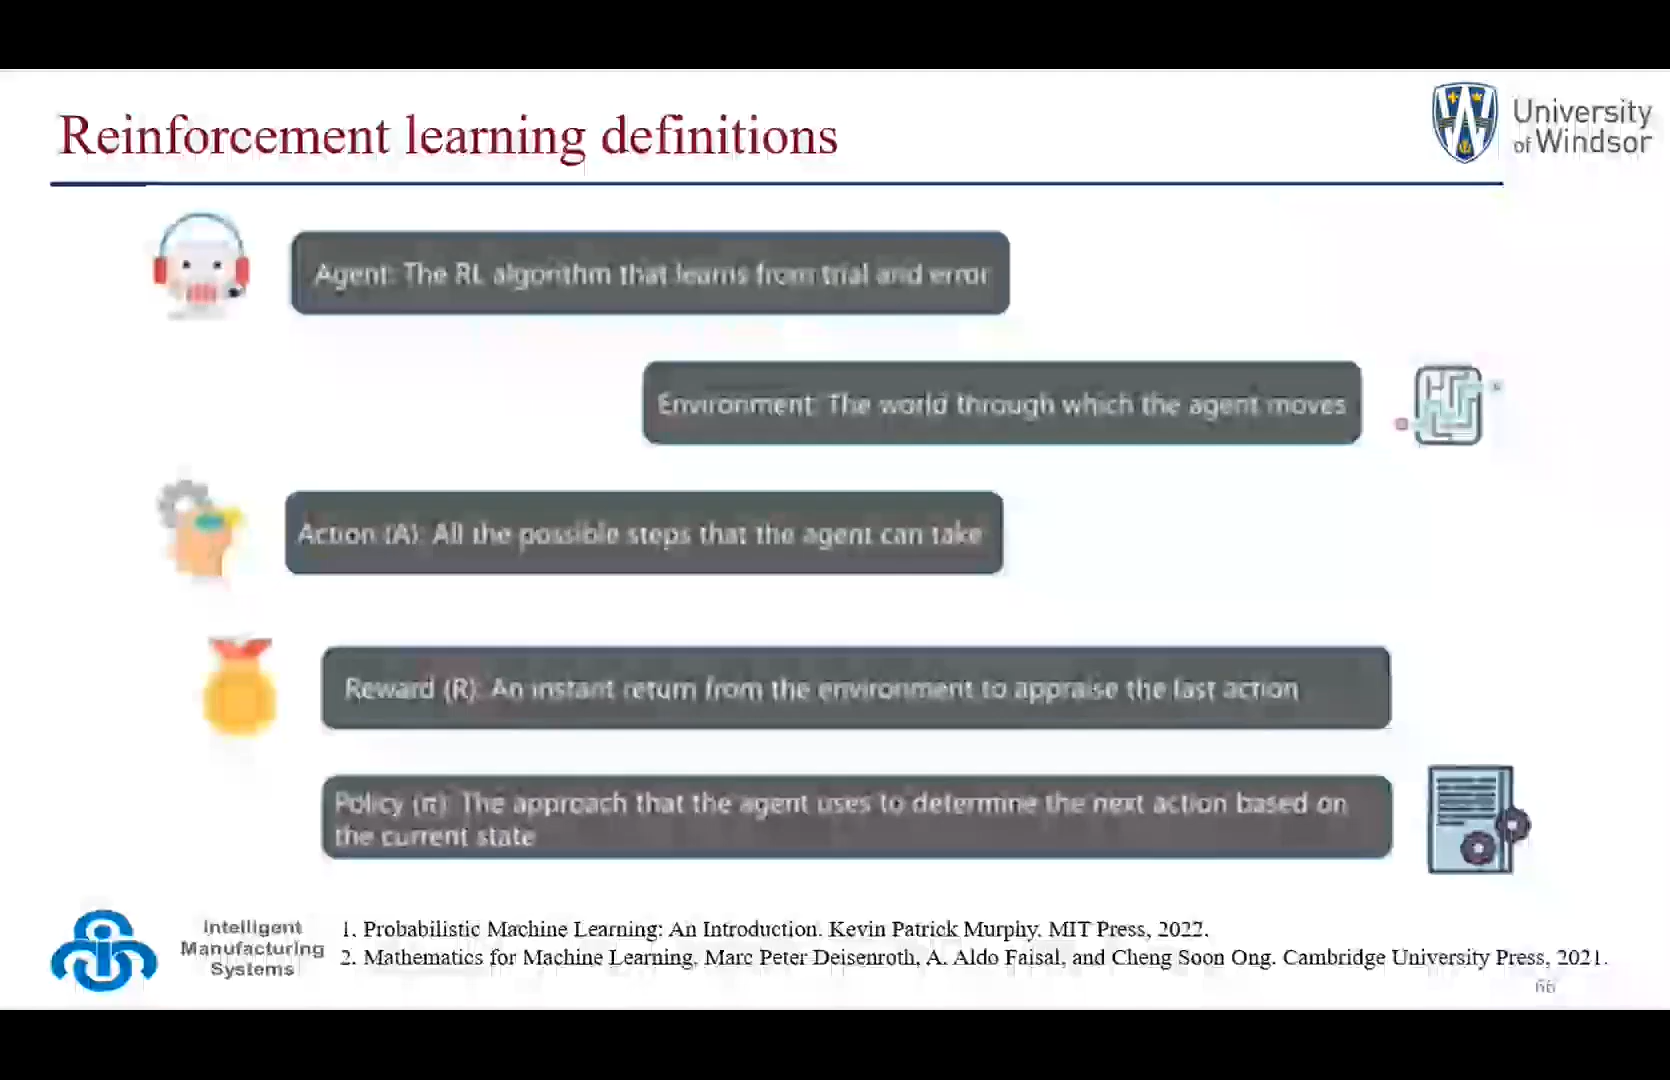 Reinforcement learning definitions
University
of Windsor
Agent: The RL algorithm that learns from trial and error
Environment: The world through which the agent moves
Action (A): All the possible steps that the agent can take
Reward (R): An instant return from the environment to appraise the last action
Policy (π): The approach that the agent uses to determine the next action based on
the current state
Intelligent
Manufacturing
Systems
1. Probabilistic Machine Learning: An Introduction. Kevin Patrick Murphy. MIT Press, 2022.
2. Mathematics for Machine Learning, Marc Peter Deisenroth, A. Aldo Faisal, and Cheng Soon Ong. Cambridge University Press, 2021.
66